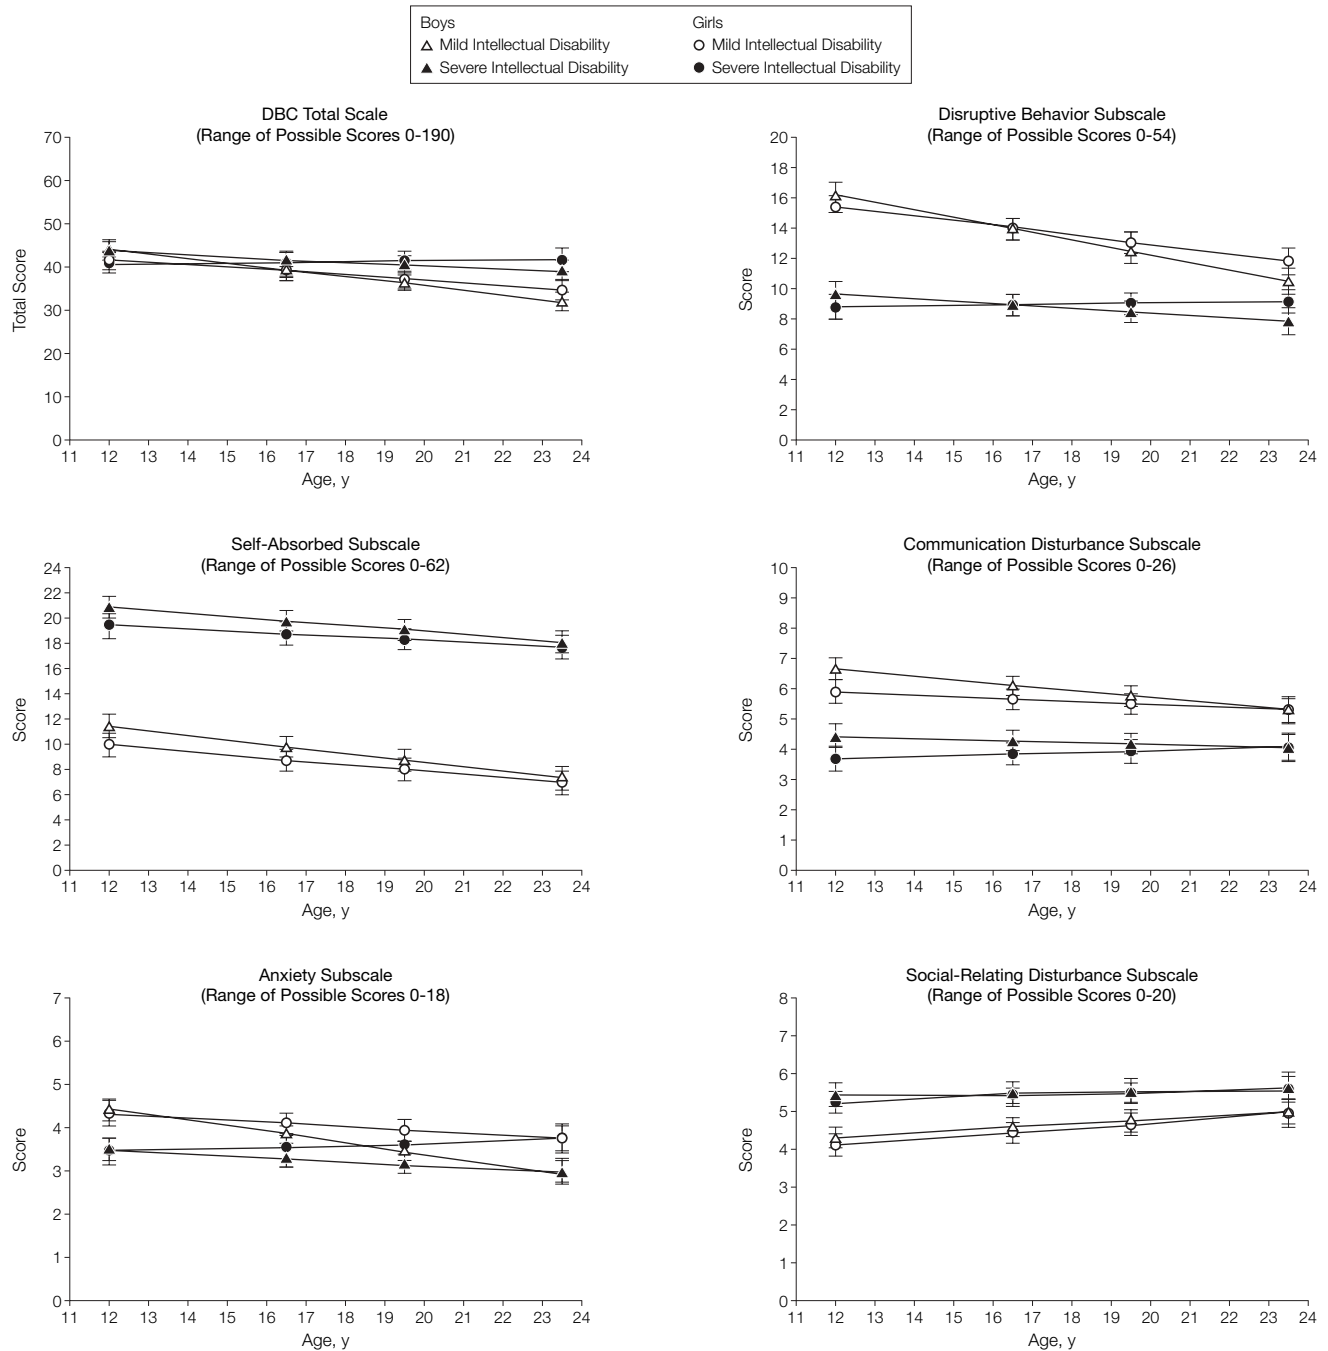 Boys
Mild Intellectual Disability
Severe Intellectual Disability
Girls
Mild Intellectual Disability
Severe Intellectual Disability
DBC Total Scale
(Range of Possible Scores 0-190)
70
60
50
40
30
20
10
0
Total Score
11 12 13 14 15 16 17 18 19 20 21 22 23 24
Age, y
Disruptive Behavior Subscale
(Range of Possible Scores 0-54)
20
18
16
14
12
10
8
6
4
2
0
Score
11 12 13 14 15 16 17 18 19 20 21 22 23 24
Age, y
Self-Absorbed Subscale
(Range of Possible Scores 0-62)
24
22
20
18
16
14
12
10
8
6
4
2
0
Score
11 12 13 14 15 16 17 18 19 20 21 22 23 24
Age, y
Communication Disturbance Subscale
(Range of Possible Scores 0-26)
10
9
8
7
6
5
4
3
2
1
0
Score
11 12 13 14 15 16 17 18 19 20 21 22 23 24
Age, y
Anxiety Subscale
(Range of Possible Scores 0-18)
7
6
5
4
3
2
1
0
Score
11 12 13 14 15 16 17 18 19 20 21 22 23 24
Age, y
Social-Relating Disturbance Subscale
(Range of Possible Scores 0-20)
8
7
6
5
4
3
2
1
0
Score
11 12 13 14 15 16 17 18 19 20 21 22 23 24
Age, y